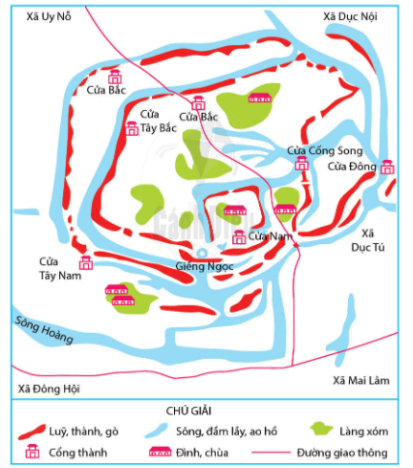 Xã Uy Nỗ
Xã Dục Nội
Cửa Bắc
Cửa
Tây Bắc
Cửa Bắc
Cửa Cống Song
Cửa Đông
Cửa Nam
Xã
Dục Tú
Cửa
Tây Nam
Giếng Ngọc
Sông Hoàng
Xã Đông Hội
Xã Mai Lâm
CHÚ GIẢI
Luỹ, thành, gò
Sông, đầm lầy, ao hồ
Làng xóm
Cổng thành
Đình, chùa
Đường giao thông